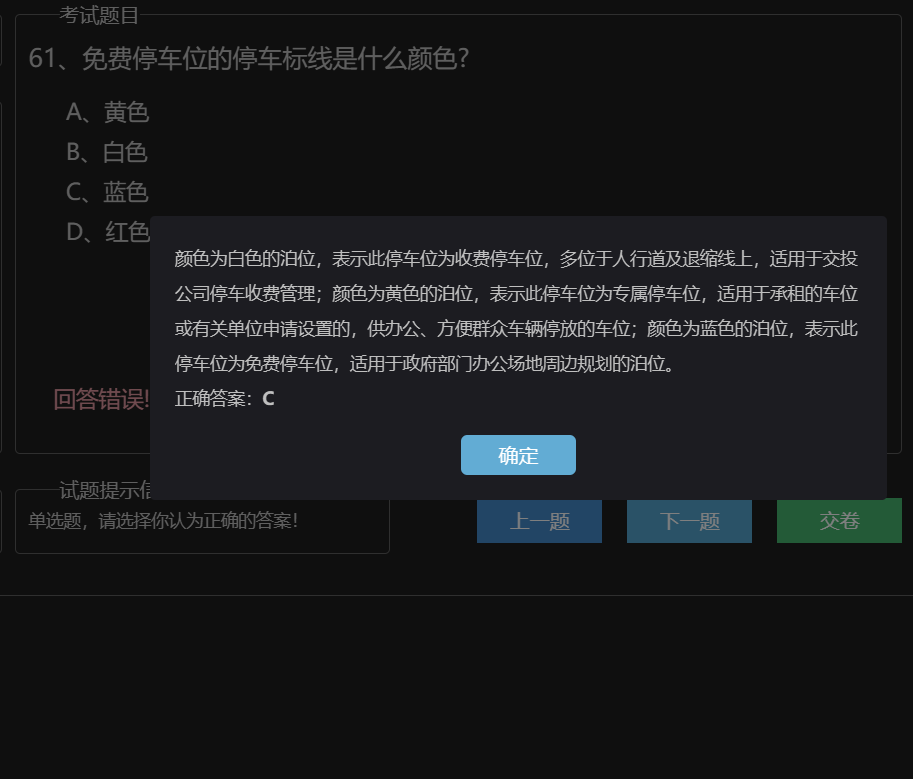 考试题目
61、免费停车位的停车标线是什么颜色?
A、黄色
B、白色
C、蓝色
D、红色
颜色为白色的泊位，表示此停车位为收费停车位，多位于人行道及退缩线上，适用于交投
公司停车收费管理；颜色为黄色的泊位，表示此停车位为专属停车位，适用于承租的车位
或有关单位申请设置的，供办公、方便群众车辆停放的车位；颜色为蓝色的泊位，表示此
停车位为免费停车位，适用于政府部门办公场地周边规划的泊位。
正确答案：C
回答错误!
确定
试题提示信
单选题，请选择你认为正确的答案!
上一题
下一题
交卷